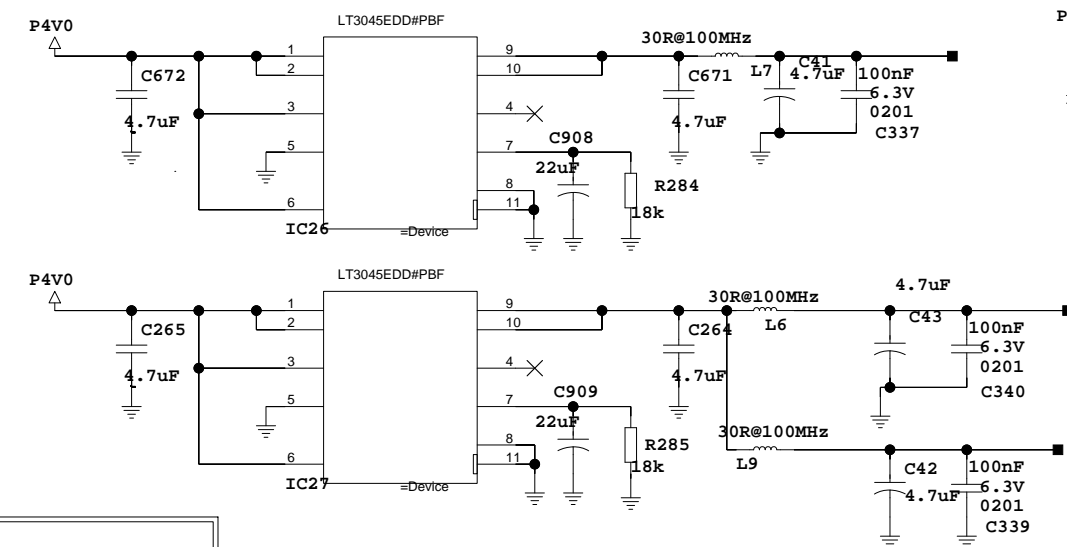 LT3045EDD#PBF
P4V0
P
30R@100MHz
1
9
2
10
C672
C671
L7
C41
4.7uF
100nF
6.3V
0201
C337
3
4
4.7uF
4.7uF
C908
5
7
22uF
R284
8
18k
6
11
IC26
=Device
LT3045EDD#PBF
P4V0
4.7uF
30R@100MHz
1
9
2
10
C265
C264
L6
C43
100nF
6.3V
0201
C340
3
4
4.7uF
4.7uF
C909
5
7
22uF
30R@100MHz
R285
8
18k
L9
6
11
IC27
=Device
C42
4.7uF
100nF
6.3V
0201
C339